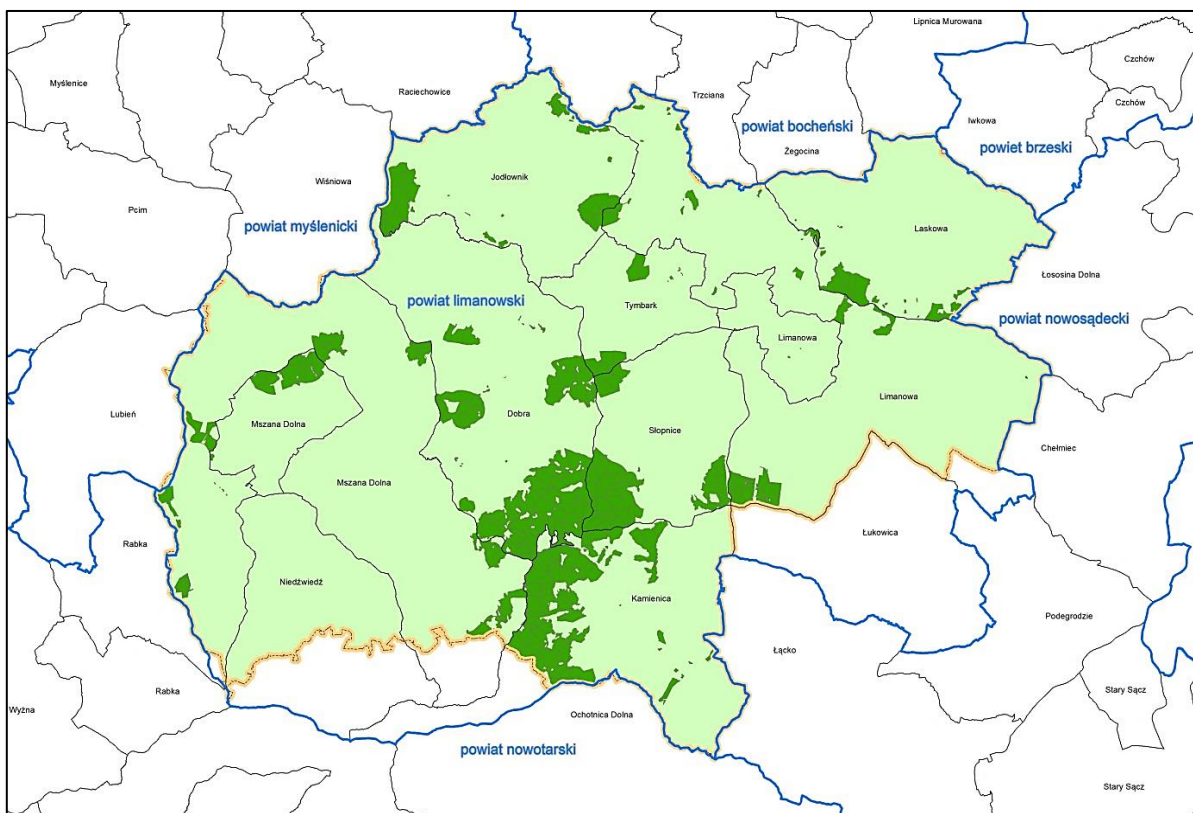 Lipnica Murowana
Czchów
Myślenice
Raciechowice
Trzciana
Czchów
Iwkowa
powiat bocheński
powiet brzeski
Żegocina
Jodłownik
Wiśniowa
Pcim
powiat myślenicki
Laskowa
Łososina Dolna
powiat limanowski
Tymbark
powiat nowosądecki
Limanowa
Limanowa
Lubień
Mszana Dolna
Dobra
Słopnice
Chełmiec
Mszana Dolna
Łukowica
Rabka
Niedźwiedź
Kamienica
Podegrodzie
Łącko
Rabka
Stary Sącz
Wyżna
Ochotnica Dolna
powiat nowotarski
Stary Sącz